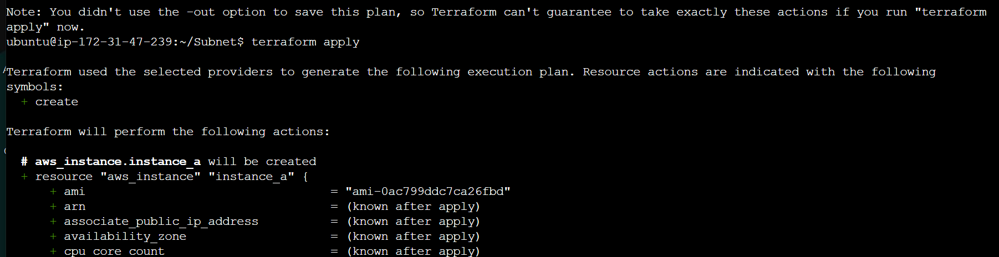 Note: You didn't use the -out option to save this plan, so Terraform can't guarantee to take exactly these actions if you run "terraform
apply" now.
ubuntu@ip-172-31-47-239:~/Subnet$ terraform apply
Terraform used the selected providers to generate the following execution plan. Resource actions are indicated with the following
symbols:
+ create
Terraform will perform the following actions:
# aws_instance.instance_a will be created
+ resource "aws_instance" "instance_a" {
+ ami = "ami-0ac799ddc7ca26fbd"
+ arn = (known after apply)
+ associate_public_ip_address = (known after apply)
+ availability_zone = (known after apply)
+ cpu_core_count = (known after apply)